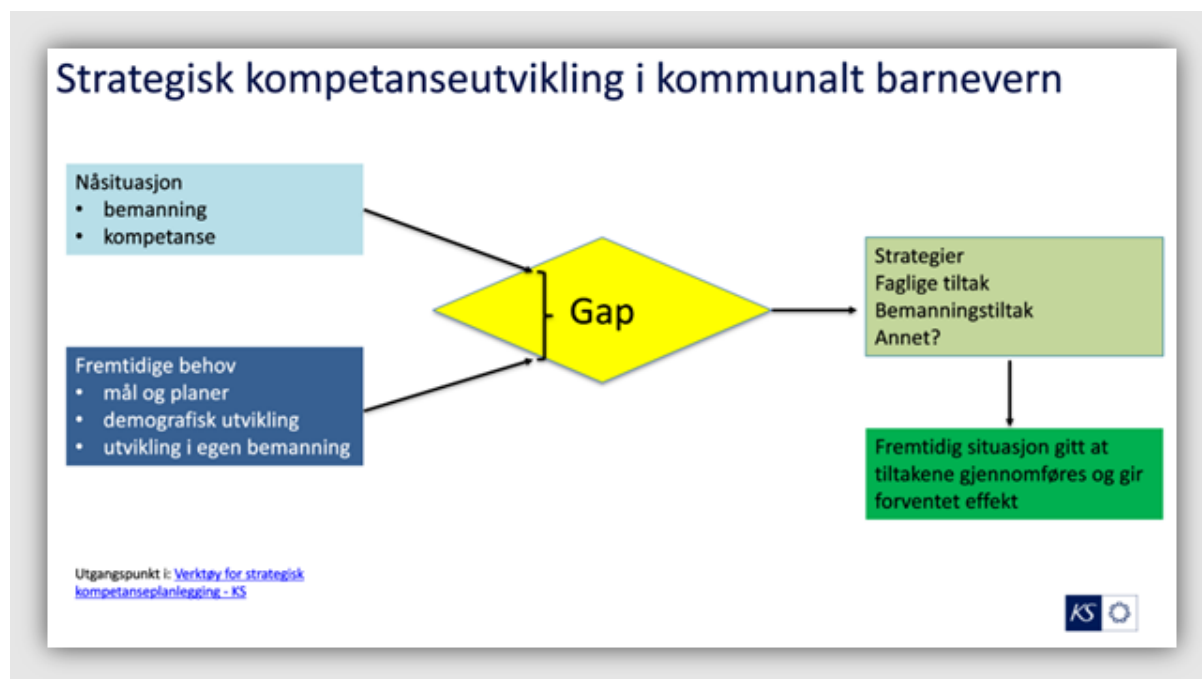 Strategisk kompetanseutvikling i kommunalt barnevern
Nåsituasjon
• bemanning
• kompetanse
Fremtidige behov
• mål og planer
• demografisk utvikling
• utvikling i egen bemanning
Gap
Strategier
Faglige tiltak
Bemanningstiltak
Annet?
Fremtidig situasjon gitt at
tiltakene gjennomføres og gir
forventet effekt
Utgangspunkt i: Verktøy for strategisk
kompetanseplanlegging - KS
KS